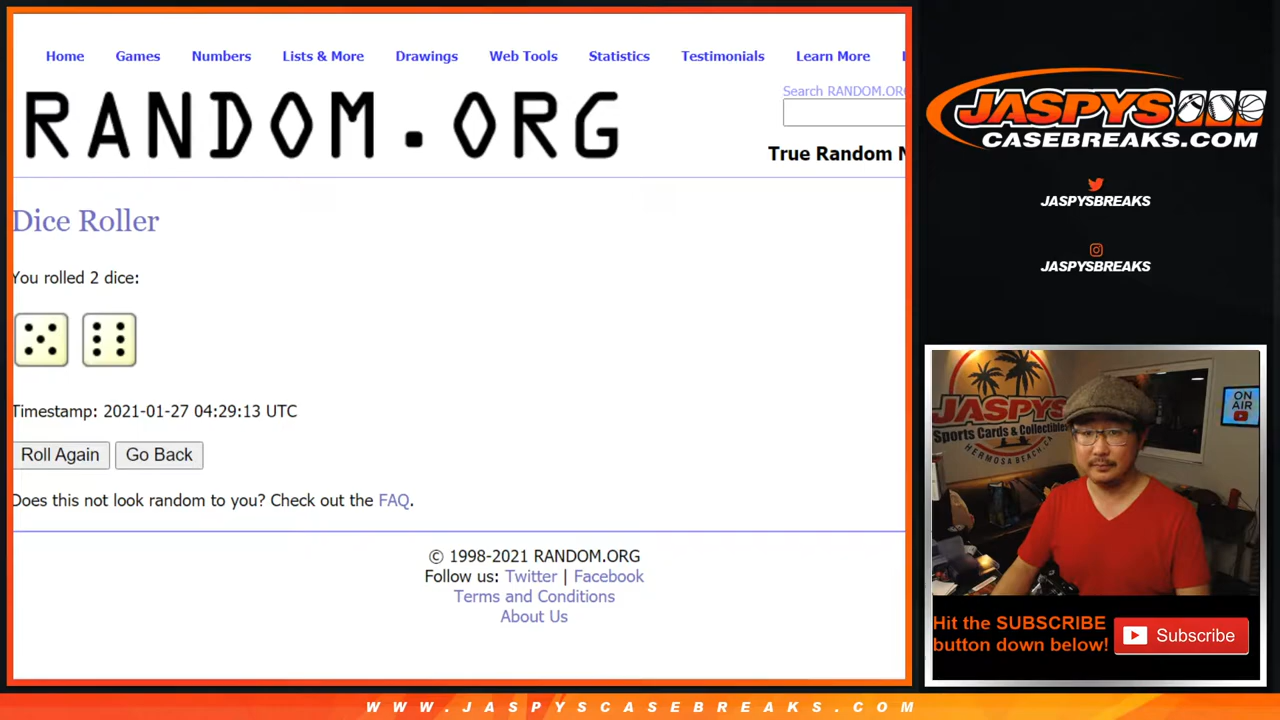 Home Games Numbers Lists & More Drawings Web Tools Statistics Testimonials Learn More
RANDOM.ORG
Search RANDOM.ORG
True Random N
Dice Roller
You rolled 2 dice:
Timestamp: 2021-01-27 04:29:13 UTC
Roll Again Go Back
Does this not look random to you? Check out the FAQ.
© 1998-2021 RANDOM.ORG
Follow us: Twitter | Facebook
Terms and Conditions
About Us
JASPYS
CASEBREAKS.COM
JASPYSBREAKS
JASPYSBREAKS
JASPYS
Sports Cards & Collectibles
HERMOSA BEACH, CA
ON
AIR
Hit the SUBSCRIBE
button down below!
Subscribe
WWW.JASPYSCASEBREAKS.COM